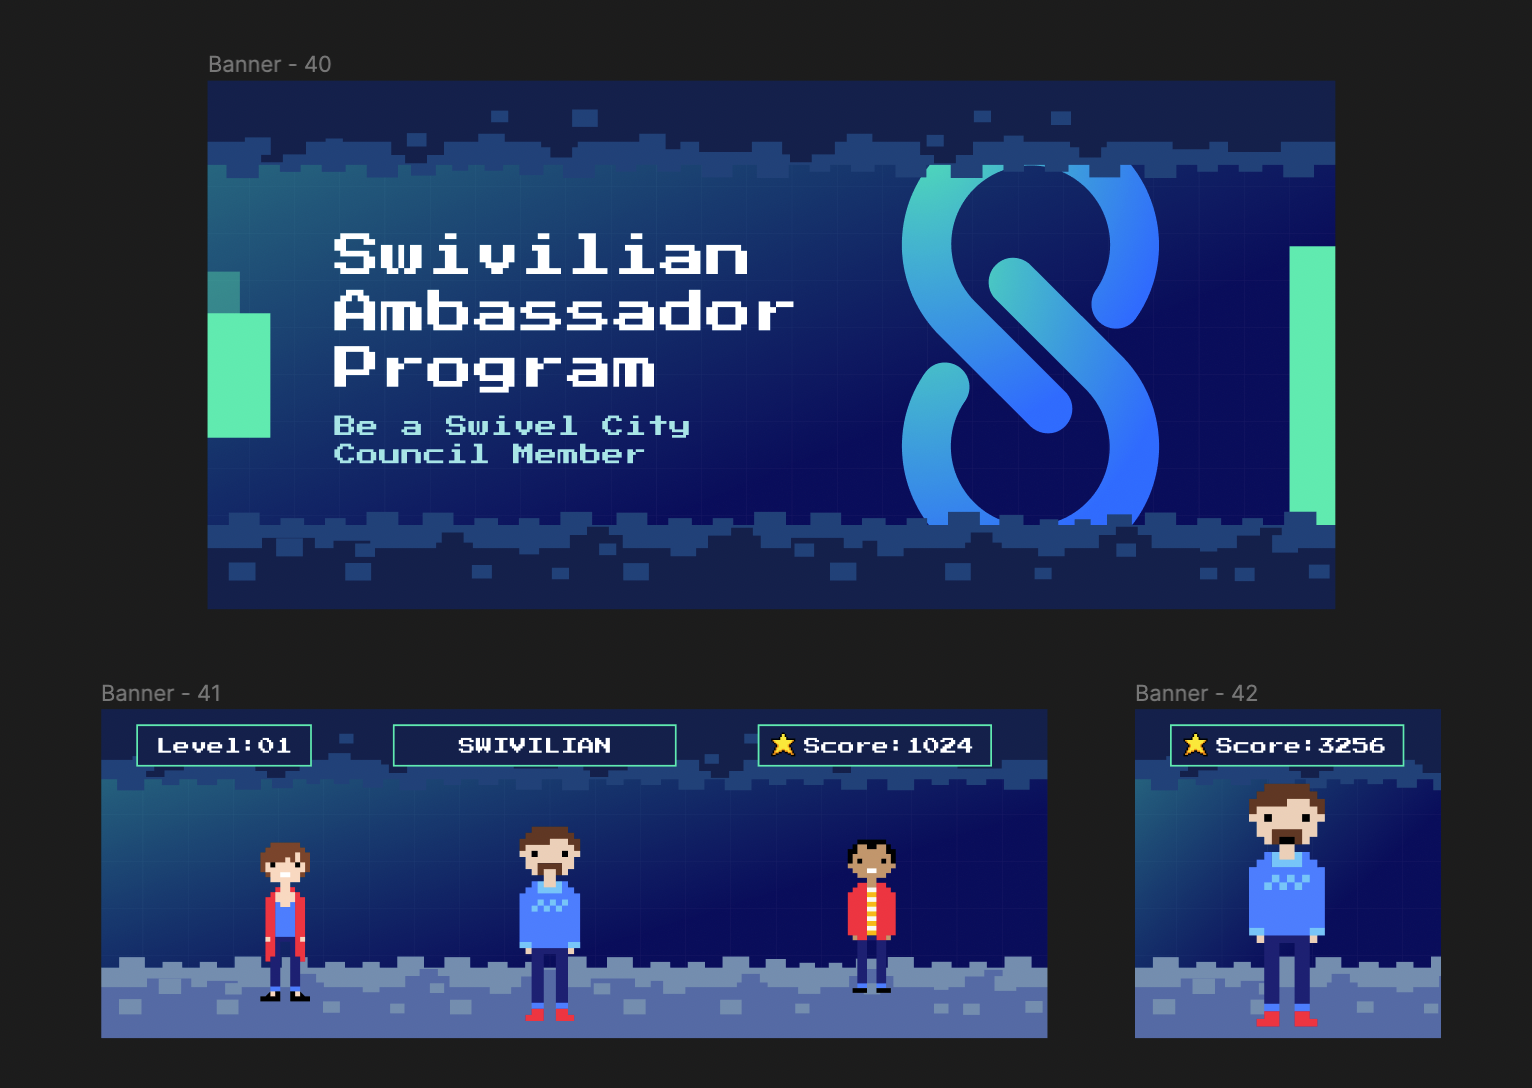 Banner - 40
Swivilian
Ambassador
Program
Be a Swivel City
Council Member
Banner - 41
Level:01
SWIVILIAN
Score:1024
Banner - 42
Score:3256